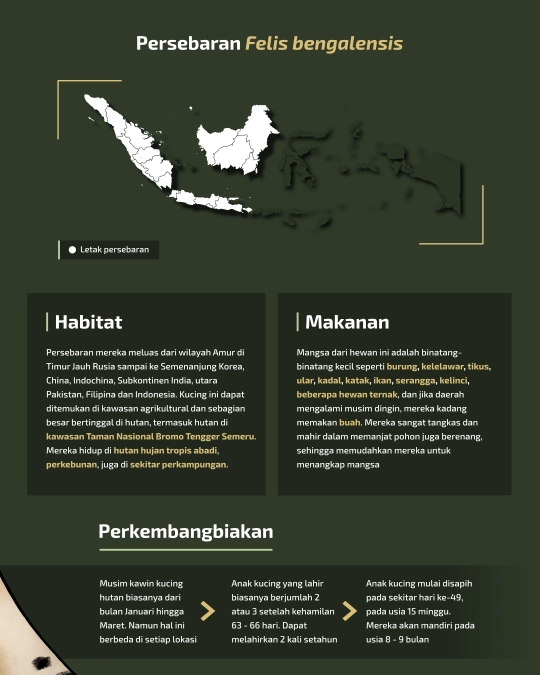 Persebaran Felis bengalensis
Letak persebaran
Habitat
Persebaran mereka meluas dari wilayah Amur di
Timur Jauh Rusia sampai ke Semenanjung Korea,
China, Indochina, Subkontinen India, utara
Pakistan, Filipina dan Indonesia. Kucing ini dapat
ditemukan di kawasan agrikultural dan sebagian
besar bertinggal di hutan, termasuk hutan di
kawasan Taman Nasional Bromo Tengger Semeru.
Mereka hidup di hutan hujan tropis abadi,
perkebunan, juga di sekitar perkampungan.
Makanan
Mangsa dari hewan ini adalah binatang-
binatang kecil seperti burung, kelelawar, tikus,
ular, kadal, katak, ikan, serangga, kelinci,
beberapa hewan ternak, dan jika daerah
mengalami musim dingin, mereka kadang
memakan buah. Mereka sangat tangkas dan
mahir dalam memanjat pohon juga berenang,
sehingga memudahkan mereka untuk
menangkap mangsa
Perkembangbiakan
Musim kawin kucing
hutan biasanya dari
bulan Januari hingga
Maret. Namun hal ini
berbeda di setiap lokasi
Anak kucing yang lahir
biasanya berjumlah 2
atau 3 setelah kehamilan
63 - 66 hari. Dapat
melahirkan 2 kali setahun
Anak kucing mulai disapih
pada sekitar hari ke-49,
pada usia 15 minggu.
Mereka akan mandiri pada
usia 8 - 9 bulan